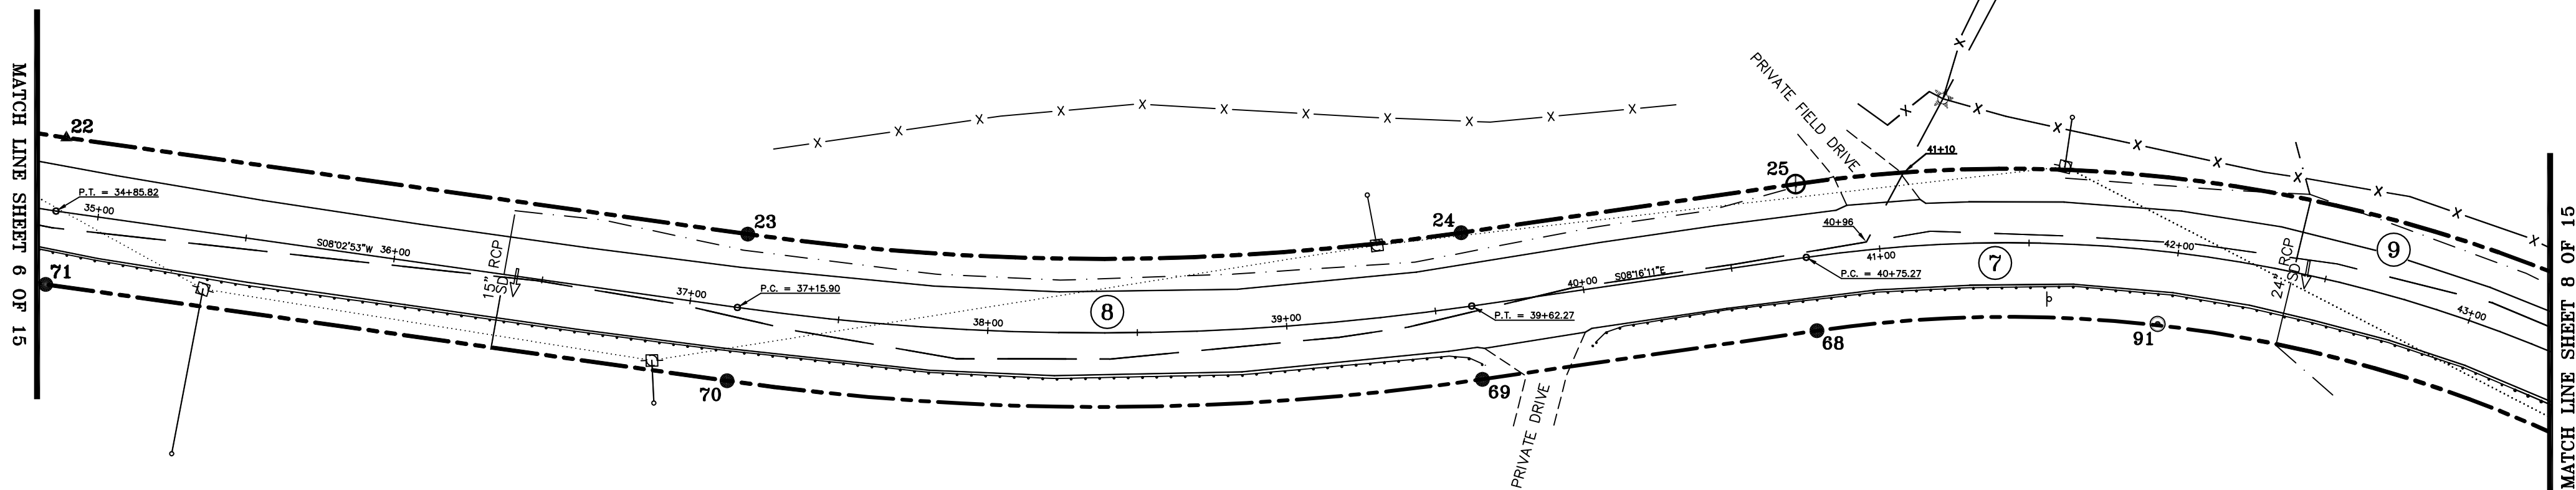 MATCH LINE SHEET 6 OF 15
22
P.T. = 34+85.82
35+00
S08°02'53"W 36+00
71
15" RCP
SD
23
37+00
P.C. = 37+15.90
70
38+00
8
39+00
24
P.T. = 39+62.27
69
PRIVATE DRIVE
40+00
S08°16'11"E
25
PRIVATE FIELD DRIVE
41+10
40+96
P.C. = 40+75.27
41+00
7
68
91
P
42+00
24" RCP
SD
9
43+00
MATCH LINE SHEET 8 OF 15